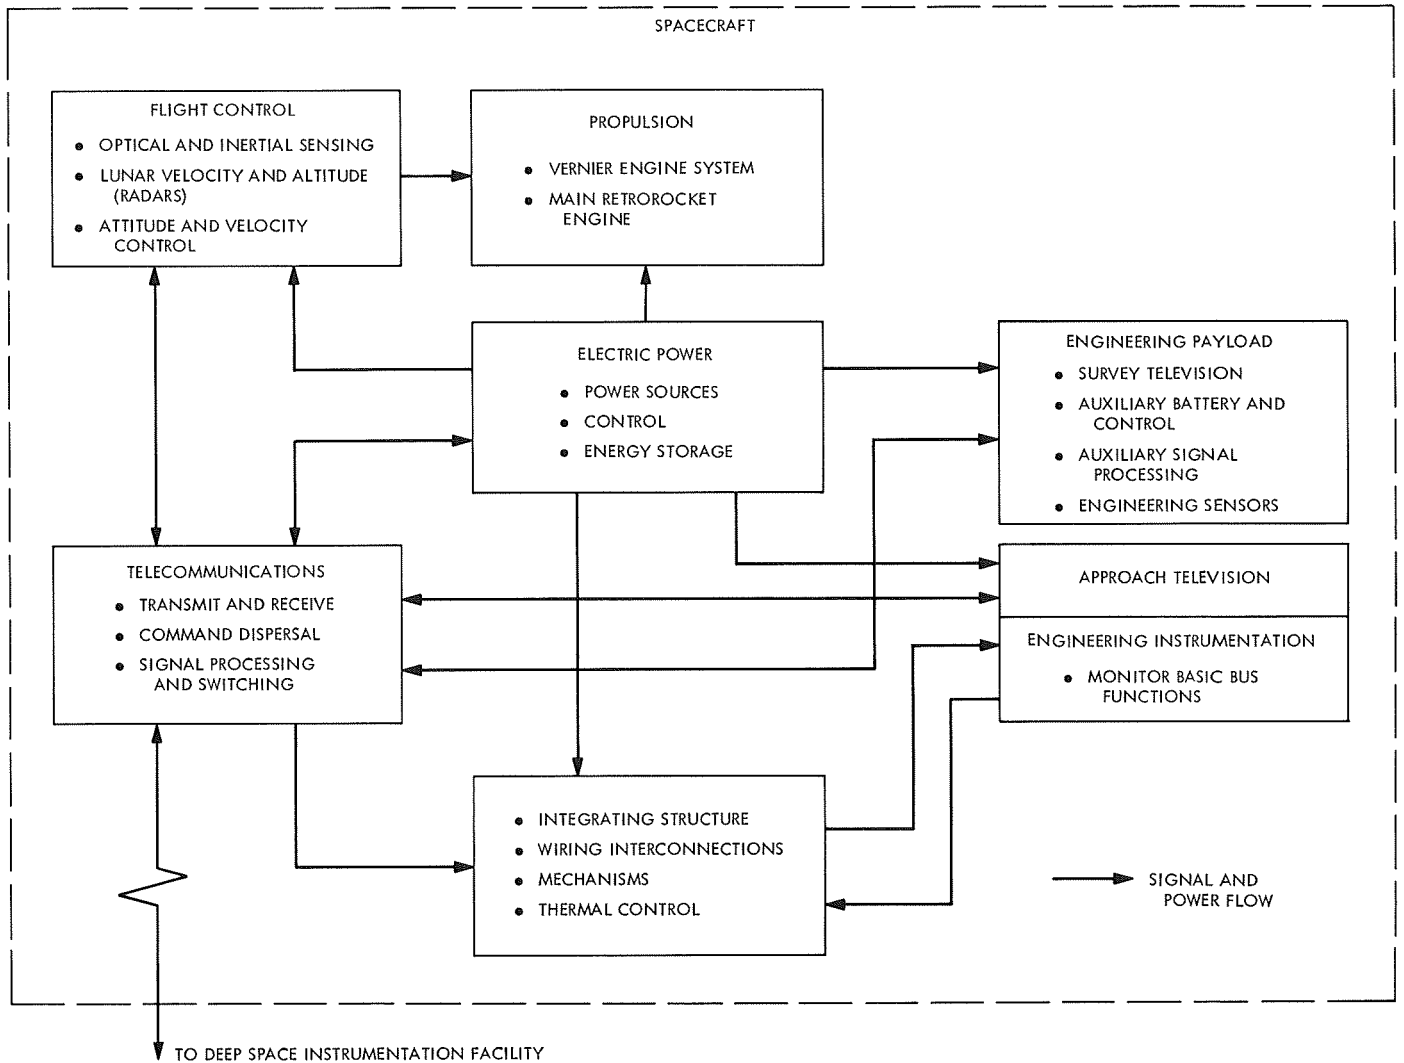 SPACECRAFT
FLIGHT CONTROL
• OPTICAL AND INERTIAL SENSING
• LUNAR VELOCITY AND ALTITUDE
(RADARS)
• ATTITUDE AND VELOCITY
CONTROL
PROPULSION
• VERNIER ENGINE SYSTEM
• MAIN RETROROCKET
ENGINE
ELECTRIC POWER
• POWER SOURCES
• CONTROL
• ENERGY STORAGE
ENGINEERING PAYLOAD
• SURVEY TELEVISION
• AUXILIARY BATTERY AND
CONTROL
• AUXILIARY SIGNAL
PROCESSING
• ENGINEERING SENSORS
TELECOMMUNICATIONS
• TRANSMIT AND RECEIVE
• COMMAND DISPERSAL
• SIGNAL PROCESSING
AND SWITCHING
APPROACH TELEVISION
ENGINEERING INSTRUMENTATION
• MONITOR BASIC BUS
FUNCTIONS
• INTEGRATING STRUCTURE
• WIRING INTERCONNECTIONS
• MECHANISMS
• THERMAL CONTROL
SIGNAL AND
POWER FLOW
TO DEEP SPACE INSTRUMENTATION FACILITY